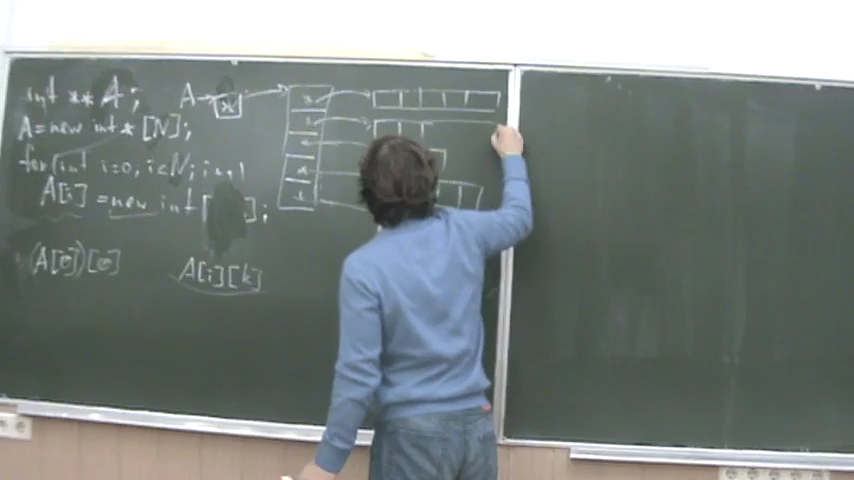 int ** A;
A → *
A = new int * [N];
for (int i=0, i<N; i++)
A[i] = new int [ ];
(A[0])[0]
A[i][k]